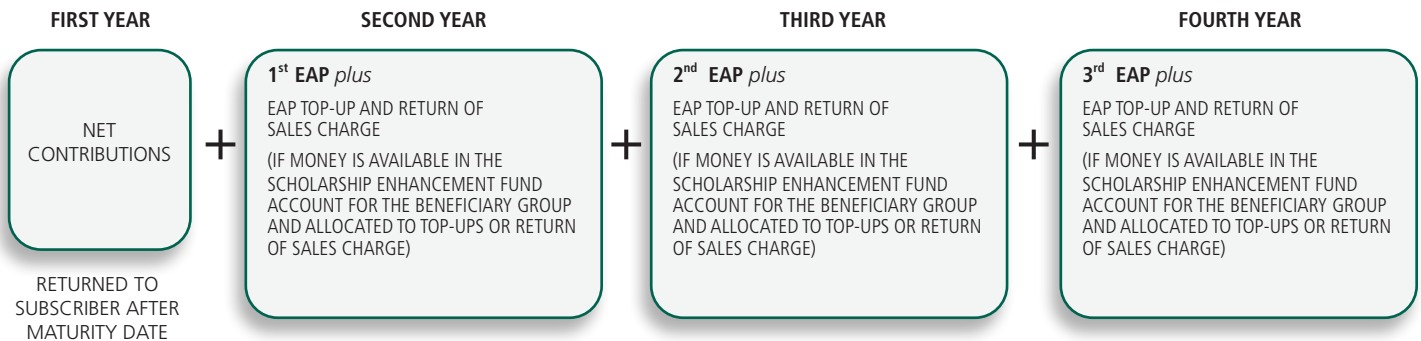 FIRST YEAR
NET
CONTRIBUTIONS
RETURNED TO
SUBSCRIBER AFTER
MATURITY DATE
+
SECOND YEAR
1st EAP plus
EAP TOP-UP AND RETURN OF
SALES CHARGE
(IF MONEY IS AVAILABLE IN THE
SCHOLARSHIP ENHANCEMENT FUND
ACCOUNT FOR THE BENEFICIARY GROUP
AND ALLOCATED TO TOP-UPS OR RETURN
OF SALES CHARGE)
+
THIRD YEAR
2nd EAP plus
EAP TOP-UP AND RETURN OF
SALES CHARGE
(IF MONEY IS AVAILABLE IN THE
SCHOLARSHIP ENHANCEMENT FUND
ACCOUNT FOR THE BENEFICIARY GROUP
AND ALLOCATED TO TOP-UPS OR RETURN
OF SALES CHARGE)
+
FOURTH YEAR
3rd EAP plus
EAP TOP-UP AND RETURN OF
SALES CHARGE
(IF MONEY IS AVAILABLE IN THE
SCHOLARSHIP ENHANCEMENT FUND
ACCOUNT FOR THE BENEFICIARY GROUP
AND ALLOCATED TO TOP-UPS OR RETURN
OF SALES CHARGE)